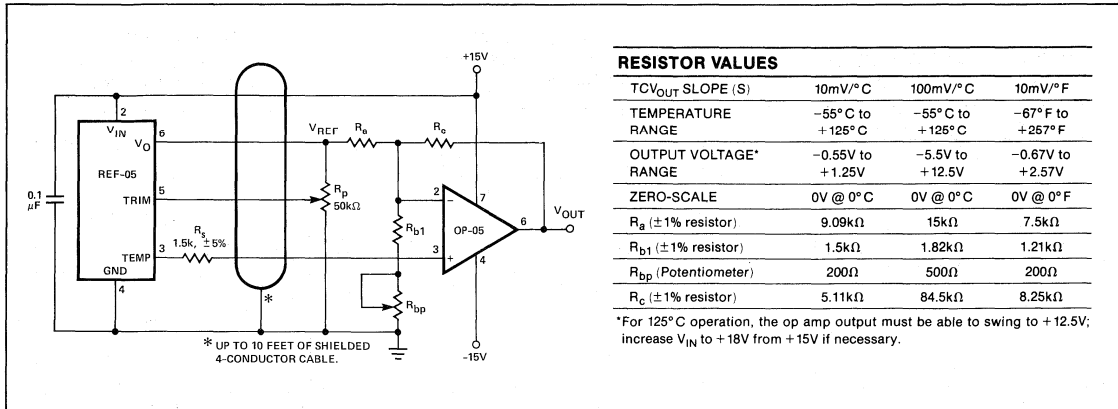 +15V
2
V_IN
V_O
6
REF-05
5
TRIM
R_s
1.5k, ±5%
3
TEMP
GND
4
0.1
μF
V_REF
R_a
R_c
R_p
50kΩ
2
−
7
R_b1
OP-05
6
V_OUT
3
+
4
R_bp
-15V
*
* UP TO 10 FEET OF SHIELDED
4-CONDUCTOR CABLE.
RESISTOR VALUES
TCV_OUT SLOPE (S) 10mV/°C 100mV/°C 10mV/°F
TEMPERATURE −55°C to −55°C to −67°F to
RANGE +125°C +125°C +257°F
OUTPUT VOLTAGE* −0.55V to −5.5V to −0.67V to
RANGE +1.25V +12.5V +2.57V
ZERO-SCALE 0V @ 0°C 0V @ 0°C 0V @ 0°F
R_a (±1% resistor) 9.09kΩ 15kΩ 7.5kΩ
R_b1 (±1% resistor) 1.5kΩ 1.82kΩ 1.21kΩ
R_bp (Potentiometer) 200Ω 500Ω 200Ω
R_c (±1% resistor) 5.11kΩ 84.5kΩ 8.25kΩ
*For 125°C operation, the op amp output must be able to swing to +12.5V;
increase V_IN to +18V from +15V if necessary.